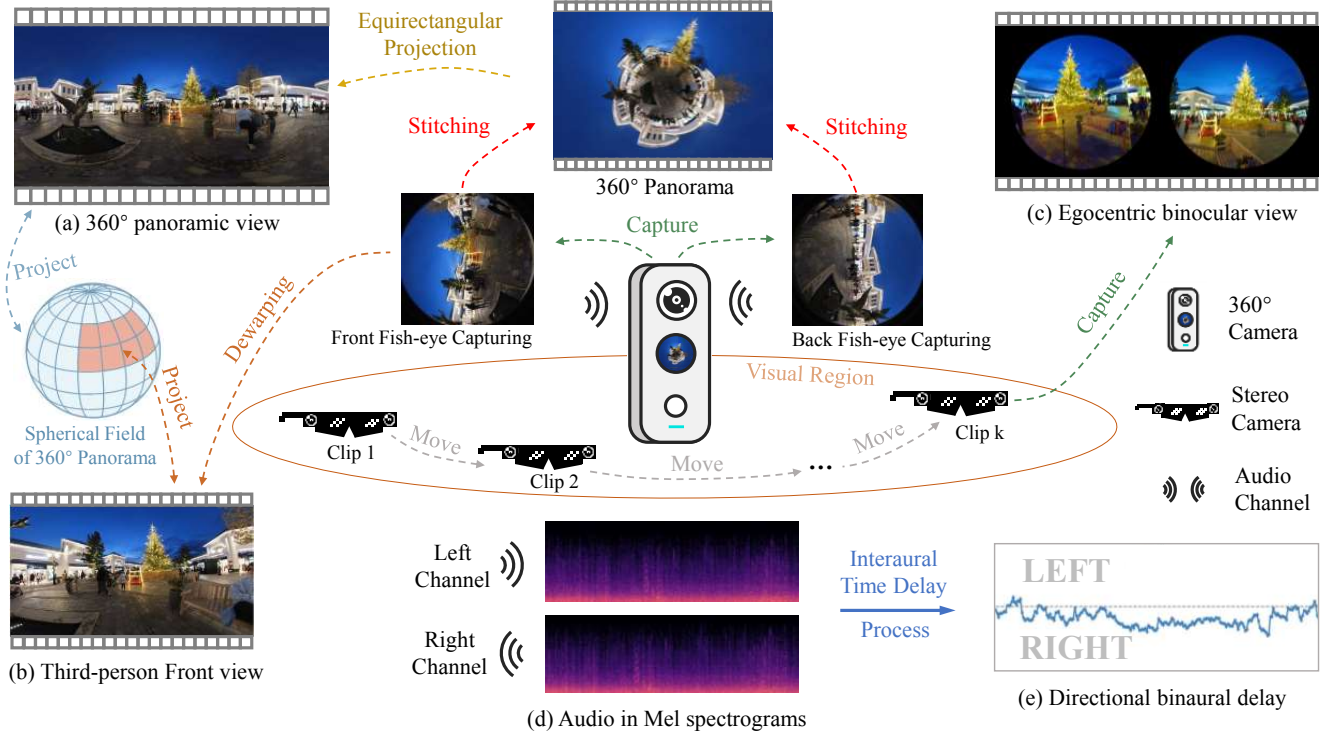 Equirectangular
Projection
Stitching
Stitching
360° Panorama
(a) 360° panoramic view
(c) Egocentric binocular view
Capture
Project
Dewarping
Front Fish-eye Capturing
Back Fish-eye Capturing
Capture
360°
Camera
Visual Region
Project
Spherical Field
of 360° Panorama
Clip 1
Move
Clip 2
Move
...
Move
Clip k
Stereo
Camera
Audio
Channel
(b) Third-person Front view
Left
Channel
Right
Channel
(d) Audio in Mel spectrograms
Interaural
Time Delay
Process
LEFT
RIGHT
(e) Directional binaural delay